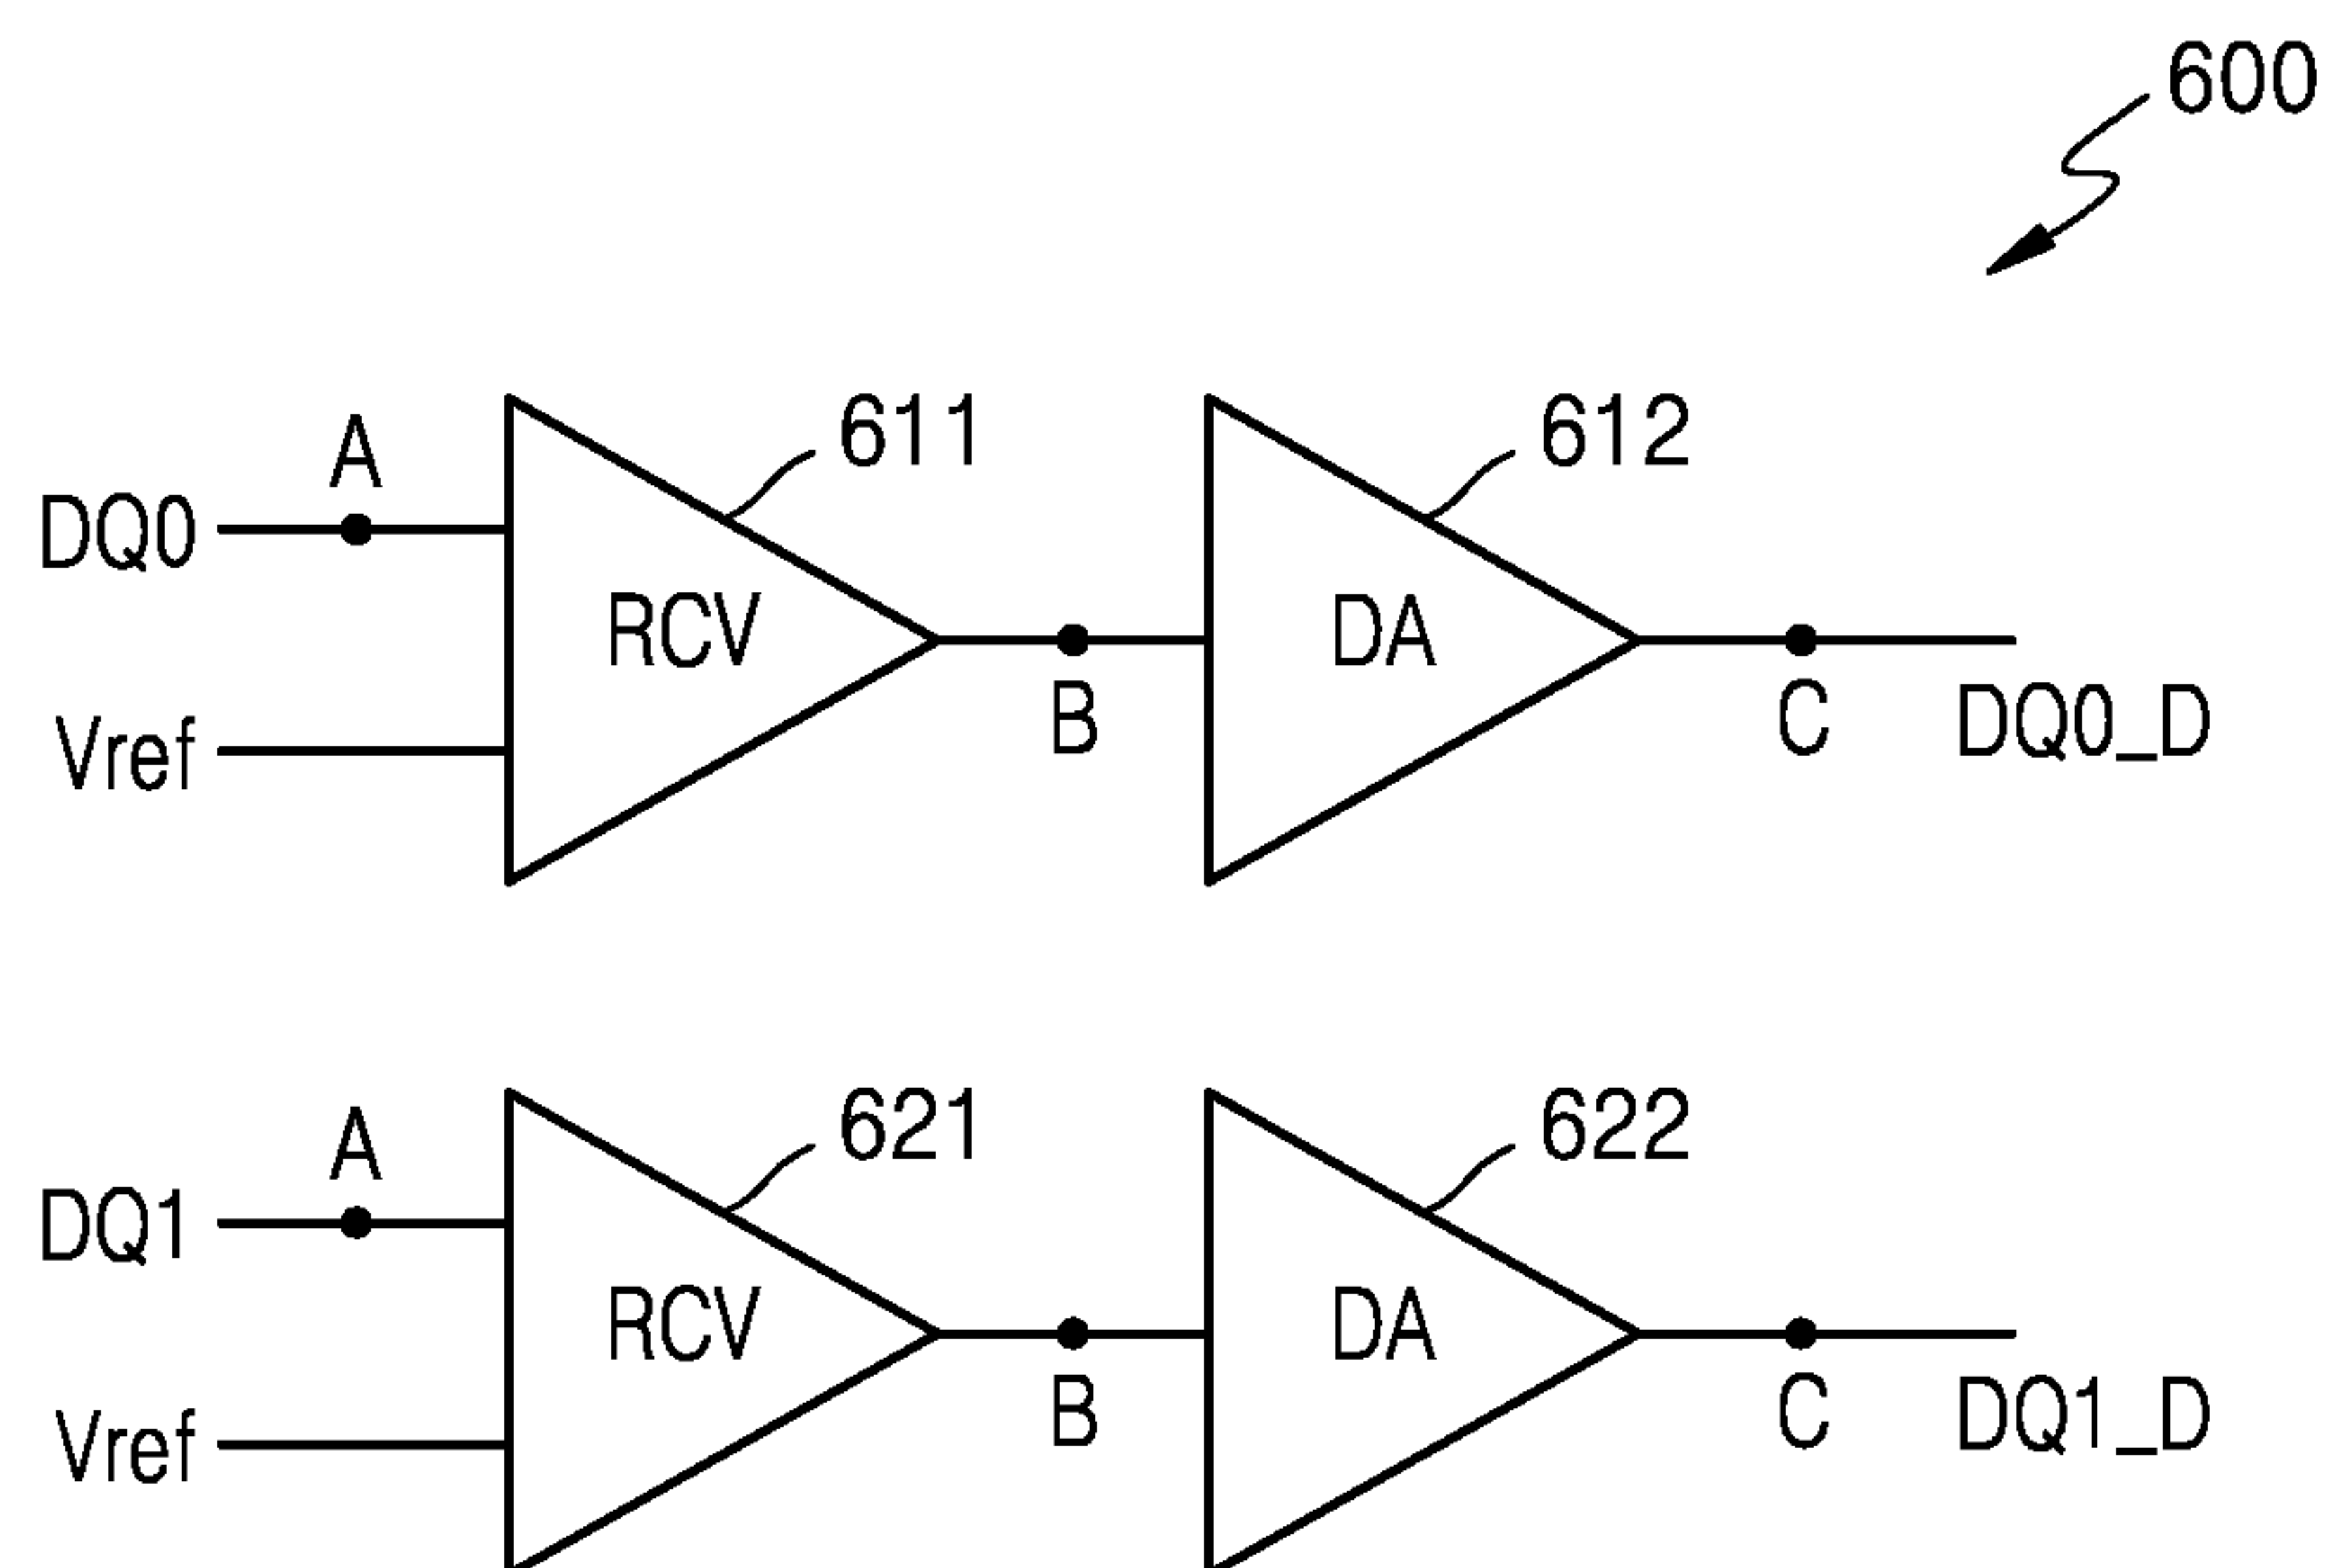 600
611
612
A
DQ0
RCV
DA
B
C
Vref
DQ0_D
621
622
A
DQ1
RCV
DA
B
C
Vref
DQ1_D